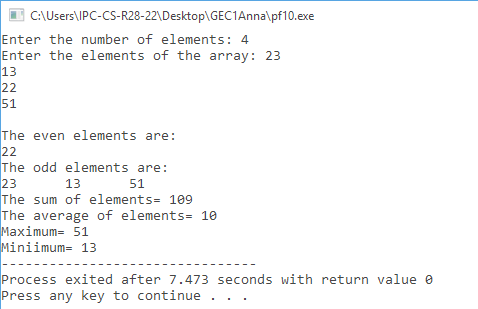 C:\Users\IPC-CS-R28-22\Desktop\GEC1Anna\pf10.exe
Enter the number of elements: 4
Enter the elements of the array: 23
13
22
51

The even elements are:
22
The odd elements are:
23      13      51
The sum of elements= 109
The average of elements= 10
Maximum= 51
Miniimum= 13
--------------------------------
Process exited after 7.473 seconds with return value 0
Press any key to continue . . .